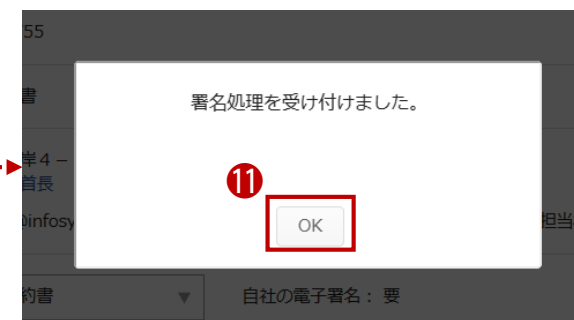 55
書
署名処理を受け付けました。
岸４－
首長
⓫
@infosy
OK
担当
約書 ▼ 自社の電子署名： 要